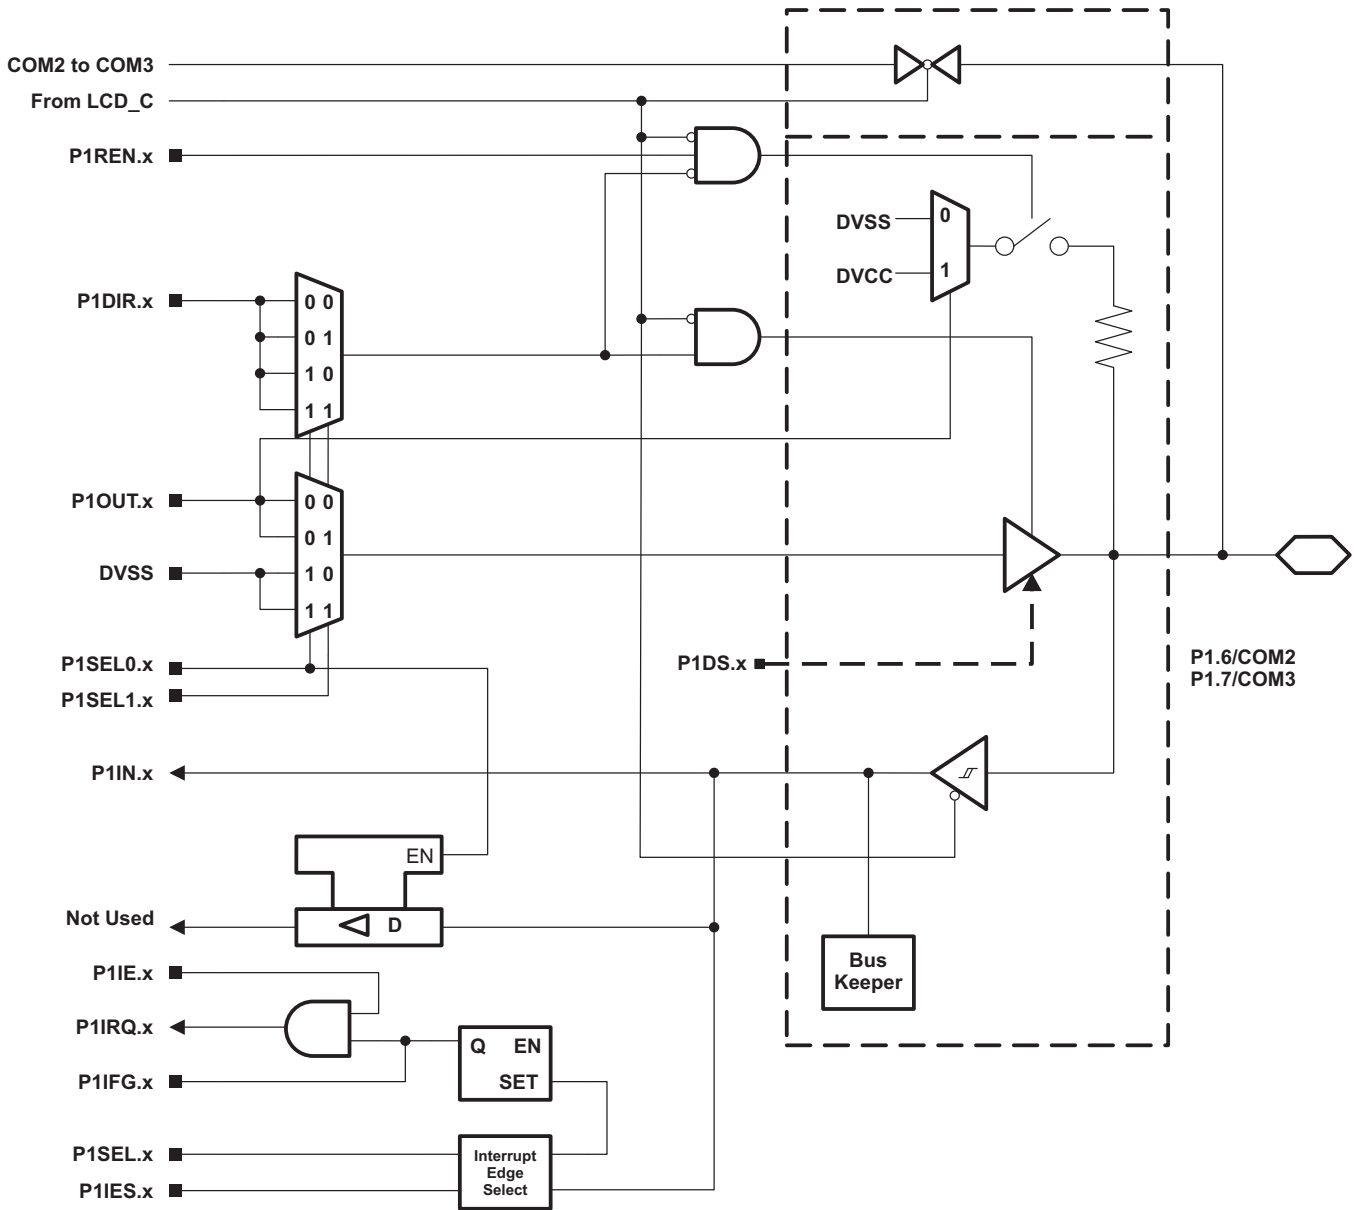 COM2 to COM3
From LCD_C
P1REN.x
DVSS
0
DVCC
1
P1DIR.x
0 0
0 1
1 0
1 1
P1OUT.x
0 0
0 1
DVSS
1 0
1 1
P1SEL0.x
P1SEL1.x
P1DS.x
P1.6/COM2
P1.7/COM3
P1IN.x
EN
Not Used
D
Bus
Keeper
P1IE.x
P1IRQ.x
Q EN
SET
P1IFG.x
P1SEL.x
P1IES.x
Interrupt
Edge
Select